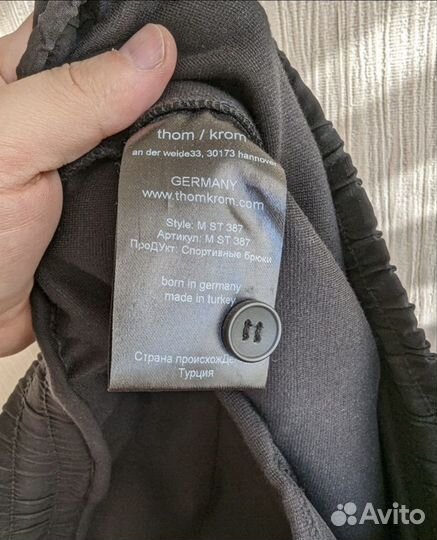 thom / krom
an der weide33, 30173 hannover
GERMANY
www.thomkrom.com
Style: M ST 387
Артикул: M ST 387
ПроДУкт: Спортивные брюки
born in germany
made in turkey
Страна
Турция
Avito